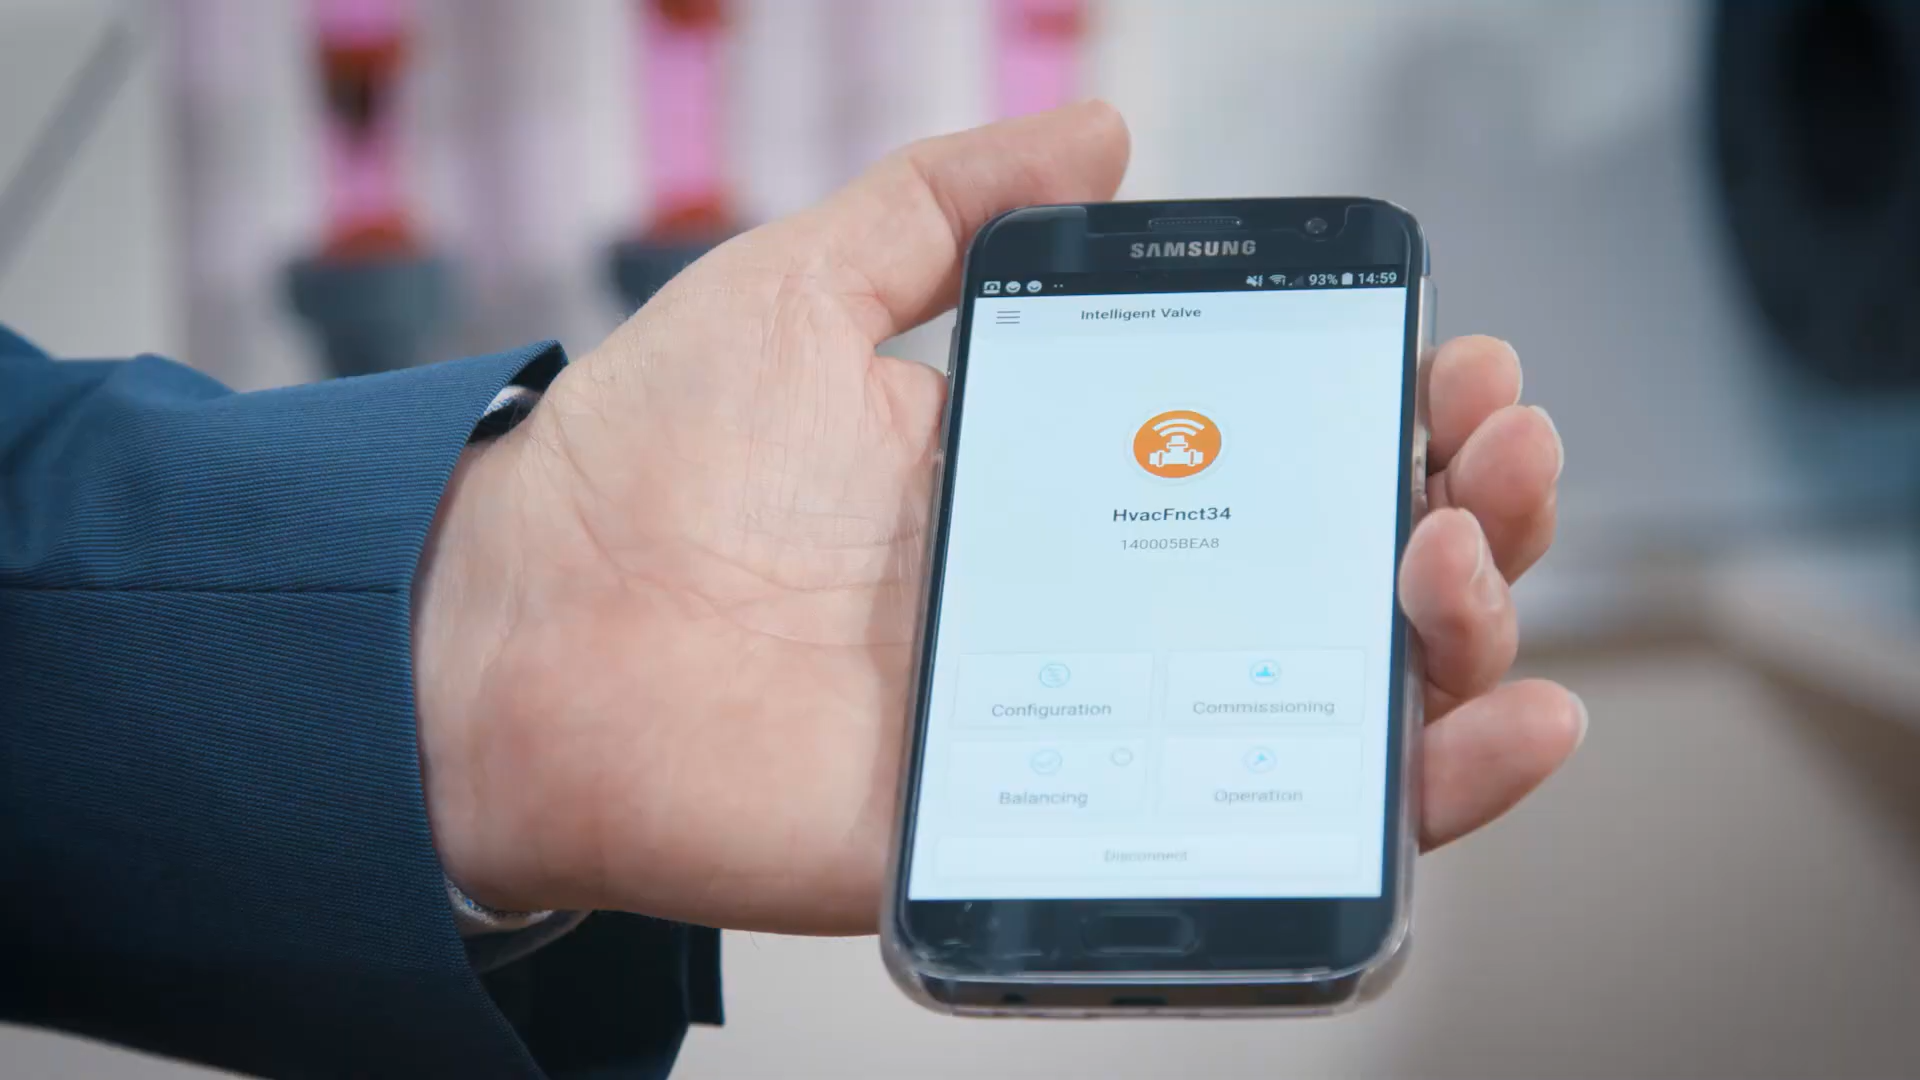 SAMSUNG
93% 14:59
Intelligent Valve
HvacFnct34
140005BEA8
Configuration
Commissioning
Balancing
Operation
Disconnect